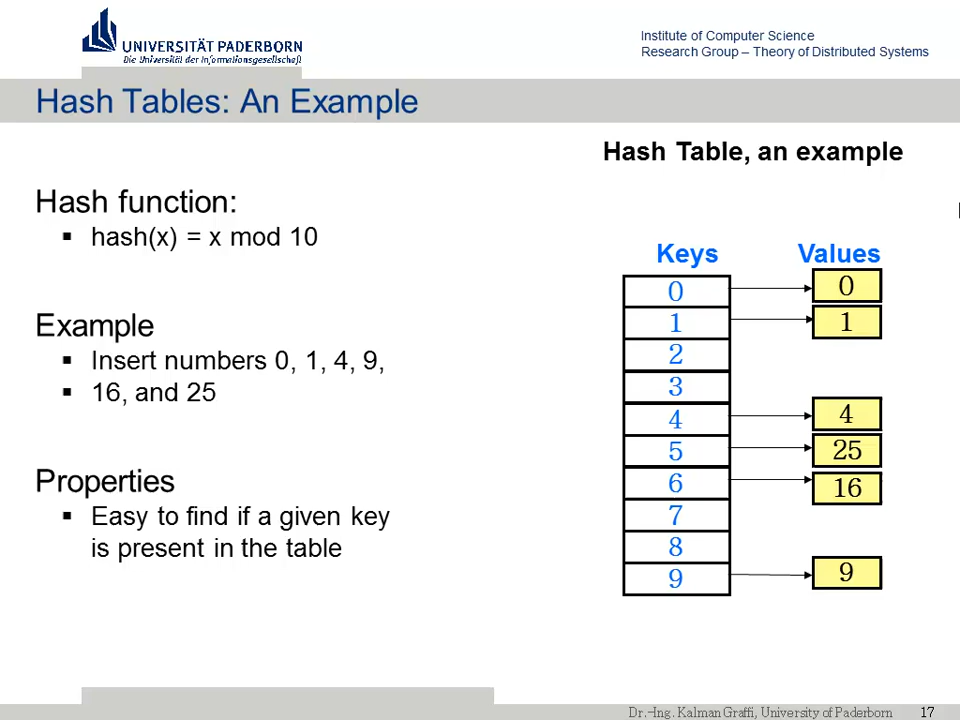 UNIVERSITÄT PADERBORN
Die Universität der Informationsgesellschaft
Institute of Computer Science
Research Group – Theory of Distributed Systems
Hash Tables: An Example
Hash function:
▪ hash(x) = x mod 10
Example
▪ Insert numbers 0, 1, 4, 9,
▪ 16, and 25
Properties
▪ Easy to find if a given key
is present in the table
Hash Table, an example
Keys Values
0 0
1 1
2
3
4 4
5 25
6 16
7
8
9 9
Dr.-Ing. Kalman Graffi, University of Paderborn 17